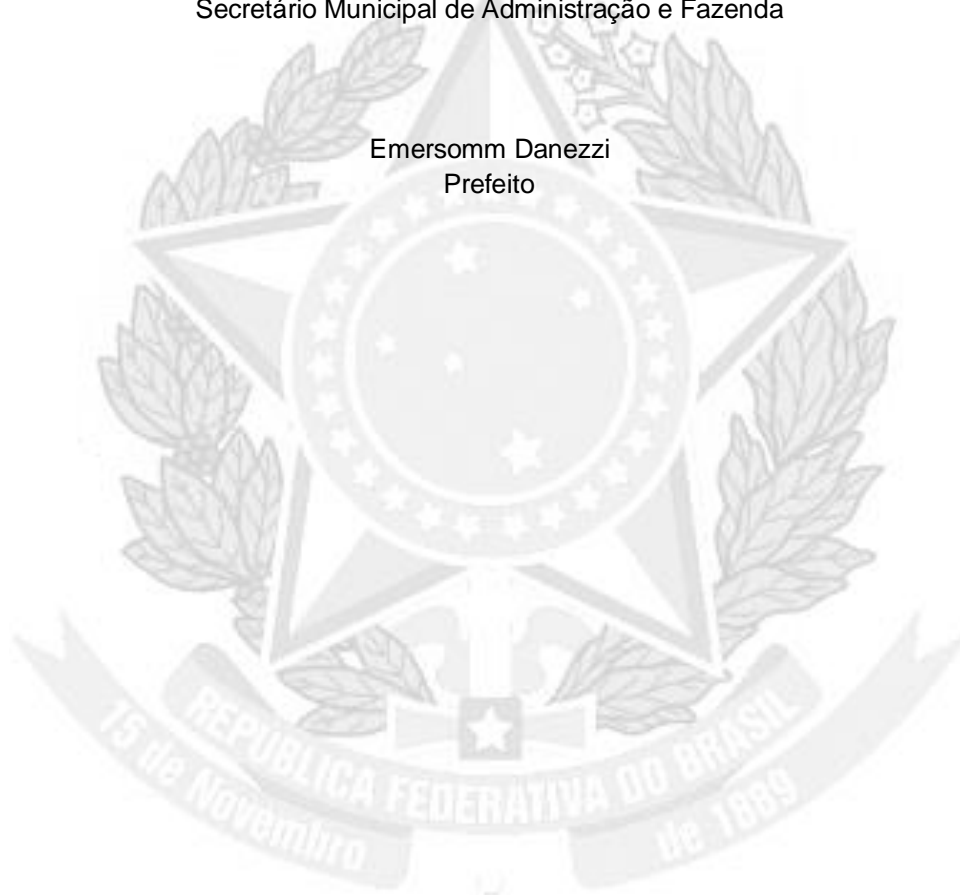 Secretário Municipal de Administração e Fazenda
Emersomm Danezzi
Prefeito
REPÚBLICA FEDERATIVA DO BRASIL
15 de Novembro de 1889